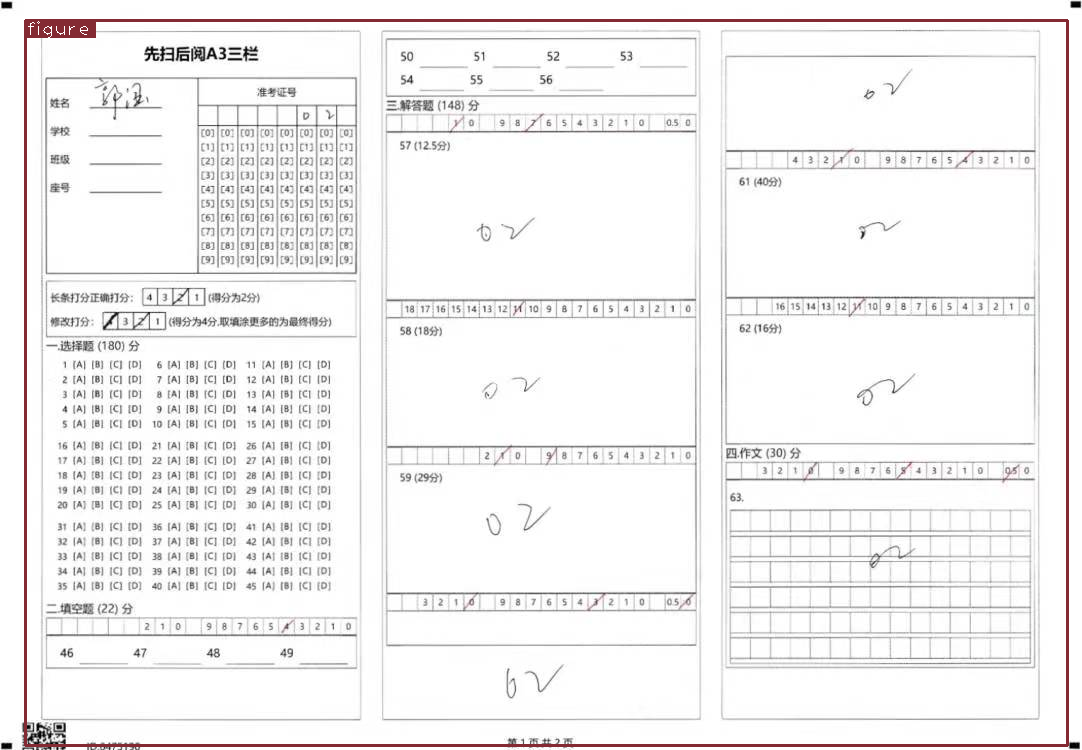 figure
先扫后阅A3三栏
姓名 郭涵
学校
班级
座号
准考证号
0 2
[0] [0] [0] [0] [0] [0] [0] [0]
[1] [1] [1] [1] [1] [1] [1] [1]
[2] [2] [2] [2] [2] [2] [2] [2]
[3] [3] [3] [3] [3] [3] [3] [3]
[4] [4] [4] [4] [4] [4] [4] [4]
[5] [5] [5] [5] [5] [5] [5] [5]
[6] [6] [6] [6] [6] [6] [6] [6]
[7] [7] [7] [7] [7] [7] [7] [7]
[8] [8] [8] [8] [8] [8] [8] [8]
[9] [9] [9] [9] [9] [9] [9] [9]
长条打分正确打分: 4 3 2 1 (得分为2分)
修改打分: 4 3 2 1 (得分为4分,取填涂更多的为最终得分)
一.选择题 (180) 分
1 [A] [B] [C] [D] 6 [A] [B] [C] [D] 11 [A] [B] [C] [D]
2 [A] [B] [C] [D] 7 [A] [B] [C] [D] 12 [A] [B] [C] [D]
3 [A] [B] [C] [D] 8 [A] [B] [C] [D] 13 [A] [B] [C] [D]
4 [A] [B] [C] [D] 9 [A] [B] [C] [D] 14 [A] [B] [C] [D]
5 [A] [B] [C] [D] 10 [A] [B] [C] [D] 15 [A] [B] [C] [D]
16 [A] [B] [C] [D] 21 [A] [B] [C] [D] 26 [A] [B] [C] [D]
17 [A] [B] [C] [D] 22 [A] [B] [C] [D] 27 [A] [B] [C] [D]
18 [A] [B] [C] [D] 23 [A] [B] [C] [D] 28 [A] [B] [C] [D]
19 [A] [B] [C] [D] 24 [A] [B] [C] [D] 29 [A] [B] [C] [D]
20 [A] [B] [C] [D] 25 [A] [B] [C] [D] 30 [A] [B] [C] [D]
31 [A] [B] [C] [D] 36 [A] [B] [C] [D] 41 [A] [B] [C] [D]
32 [A] [B] [C] [D] 37 [A] [B] [C] [D] 42 [A] [B] [C] [D]
33 [A] [B] [C] [D] 38 [A] [B] [C] [D] 43 [A] [B] [C] [D]
34 [A] [B] [C] [D] 39 [A] [B] [C] [D] 44 [A] [B] [C] [D]
35 [A] [B] [C] [D] 40 [A] [B] [C] [D] 45 [A] [B] [C] [D]
二.填空题 (22) 分
2 1 0 9 8 7 6 5 4 3 2 1 0
46 47 48 49
50 51 52 53
54 55 56
三.解答题 (148) 分
1 0 9 8 7 6 5 4 3 2 1 0 0.5 0
57 (12.5分)
02
18 17 16 15 14 13 12 11 10 9 8 7 6 5 4 3 2 1 0
58 (18分)
02
2 1 0 9 8 7 6 5 4 3 2 1 0
59 (29分)
02
3 2 1 0 9 8 7 6 5 4 3 2 1 0 0.5 0
02
02
4 3 2 1 0 9 8 7 6 5 4 3 2 1 0
61 (40分)
02
16 15 14 13 12 11 10 9 8 7 6 5 4 3 2 1 0
62 (16分)
02
四.作文 (30) 分
3 2 1 0 9 8 7 6 5 4 3 2 1 0 0.5 0
63.
02
第 1 页 共 2 页